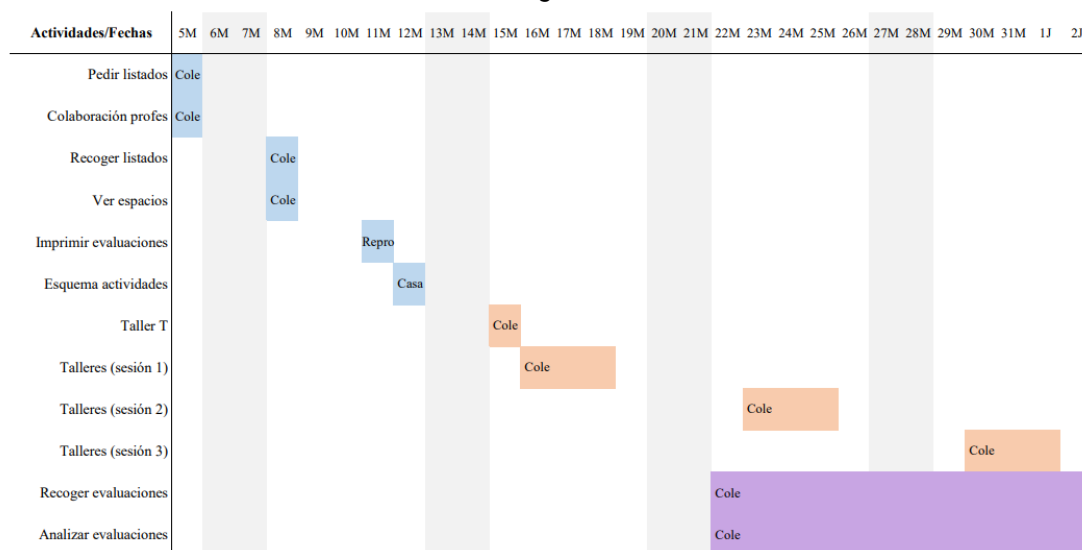 Actividades/Fechas 5M 6M 7M 8M 9M 10M 11M 12M 13M 14M 15M 16M 17M 18M 19M 20M 21M 22M 23M 24M 25M 26M 27M 28M 29M 30M 31M 1J 2J
Pedir listados Cole
Colaboración profes Cole
Recoger listados Cole
Ver espacios Cole
Imprimir evaluaciones Repro
Esquema actividades Casa
Taller T Cole
Talleres (sesión 1) Cole
Talleres (sesión 2) Cole
Talleres (sesión 3) Cole
Recoger evaluaciones Cole
Analizar evaluaciones Cole